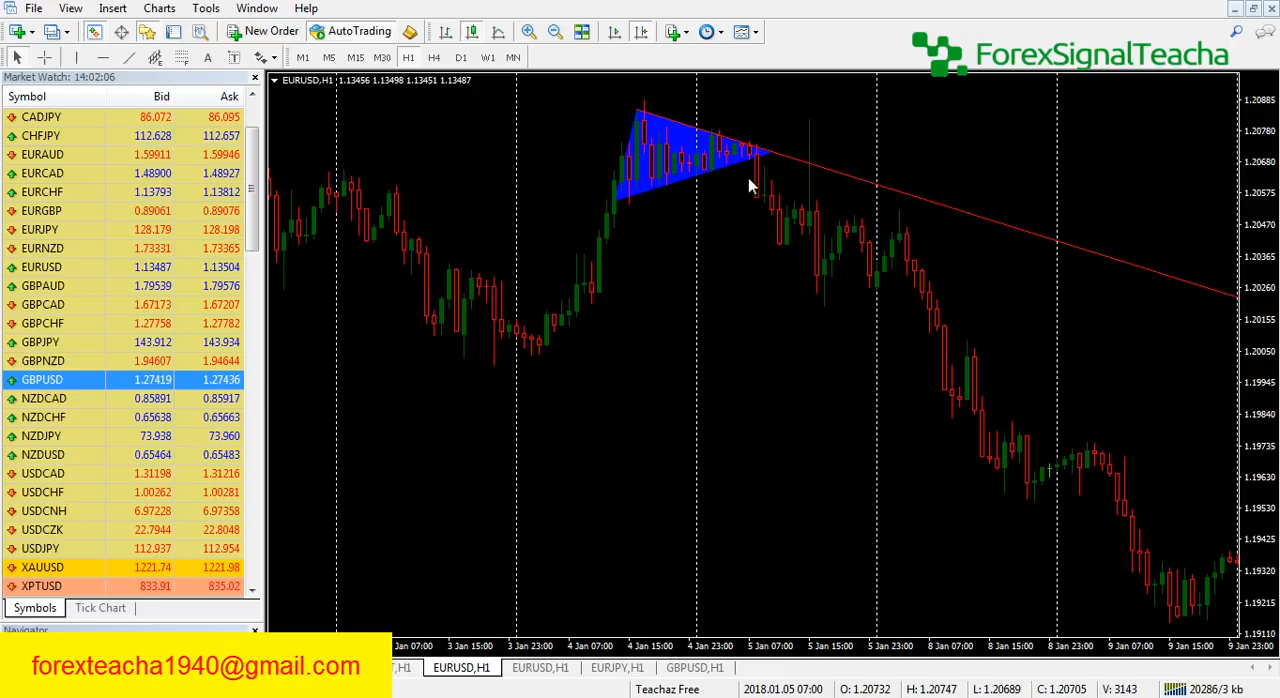 File View Insert Charts Tools Window Help
New Order AutoTrading
A T M1 M5 M15 M30 H1 H4 D1 W1 MN
ForexSignalTeacha
Market Watch: 14:02:06
Symbol Bid Ask
CADJPY 86.072 86.095
CHFJPY 112.628 112.657
EURAUD 1.59911 1.59946
EURCAD 1.48900 1.48927
EURCHF 1.13793 1.13812
EURGBP 0.89061 0.89076
EURJPY 128.179 128.198
EURNZD 1.73331 1.73365
EURUSD 1.13487 1.13504
GBPAUD 1.79539 1.79576
GBPCAD 1.67173 1.67207
GBPCHF 1.27758 1.27782
GBPJPY 143.912 143.934
GBPNZD 1.94607 1.94644
GBPUSD 1.27419 1.27436
NZDCAD 0.85891 0.85917
NZDCHF 0.65638 0.65663
NZDJPY 73.938 73.960
NZDUSD 0.65464 0.65483
USDCAD 1.31198 1.31216
USDCHF 1.00262 1.00281
USDCNH 6.97228 6.97358
USDCZK 22.7944 22.8048
USDJPY 112.937 112.954
XAUUSD 1221.74 1221.98
XPTUSD 833.91 835.02
Symbols Tick Chart
Navigator
forexteacha1940@gmail.com
EURUSD,H1 1.13456 1.13498 1.13451 1.13487
1.20885
1.20780
1.20680
1.20575
1.20470
1.20365
1.20260
1.20155
1.20050
1.19945
1.19840
1.19735
1.19630
1.19530
1.19425
1.19320
1.19215
1.19110
Jan 07:00 3 Jan 15:00 3 Jan 23:00 4 Jan 07:00 4 Jan 15:00 4 Jan 23:00 5 Jan 07:00 5 Jan 15:00 5 Jan 23:00 8 Jan 07:00 8 Jan 15:00 8 Jan 23:00 9 Jan 07:00 9 Jan 15:00 9 Jan 23:00
,H1 EURUSD,H1 EURUSD,H1 EURJPY,H1 GBPUSD,H1
Teachaz Free 2018.01.05 07:00 O: 1.20732 H: 1.20747 L: 1.20689 C: 1.20705 V: 3143 20286/3 kb